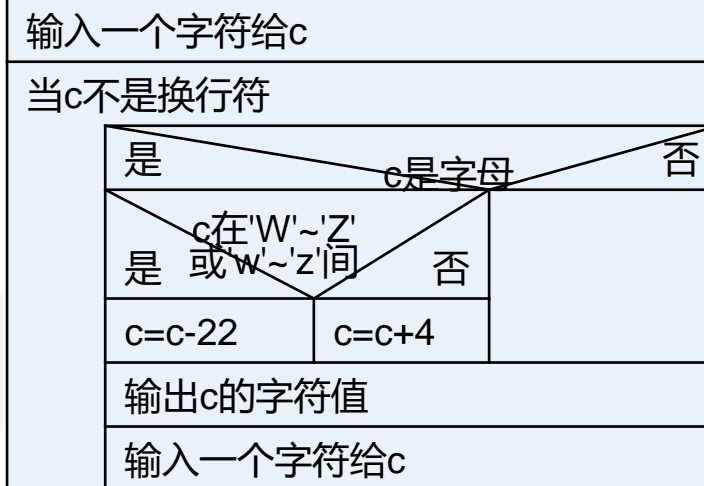 输入一个字符给c
当c不是换行符
是
c是字母
否
c在'W'~'Z'
或'w'~'z'间
是
否
c=c-22
c=c+4
输出c的字符值
输入一个字符给c